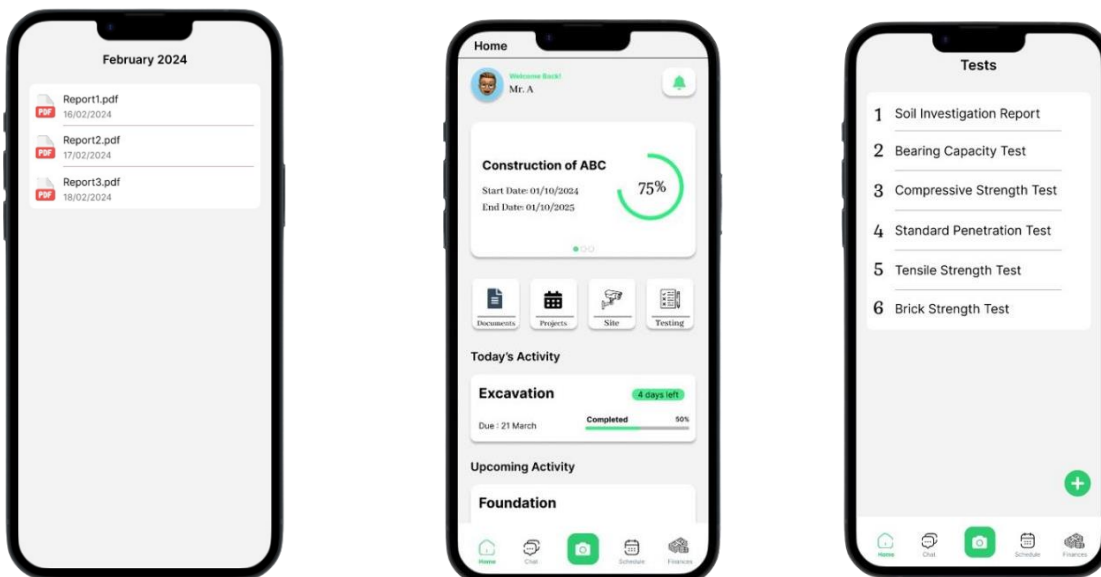 February 2024
PDF
Report1.pdf
16/02/2024
PDF
Report2.pdf
17/02/2024
PDF
Report3.pdf
18/02/2024
Home
Welcome Back!
Mr. A
Construction of ABC
Start Date: 01/10/2024
End Date: 01/10/2025
75%
Documents
Projects
Site
Testing
Today's Activity
Excavation
4 days left
Due : 21 March
Completed 50%
Upcoming Activity
Foundation
Home
Chat
Schedule
Finances
Tests
1 Soil Investigation Report
2 Bearing Capacity Test
3 Compressive Strength Test
4 Standard Penetration Test
5 Tensile Strength Test
6 Brick Strength Test
Home
Chat
Schedule
Finances